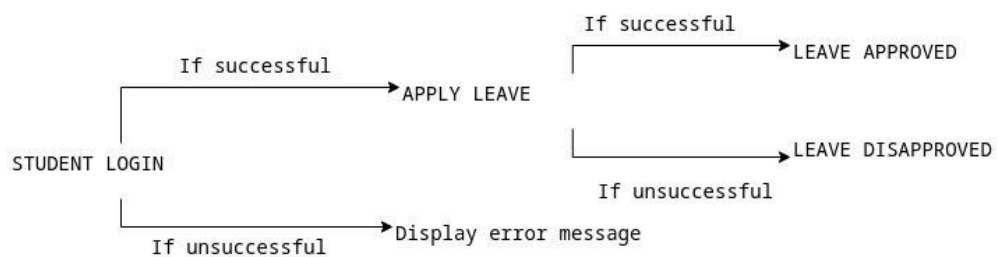 If successful
LEAVE APPROVED
If successful
APPLY LEAVE
LEAVE DISAPPROVED
STUDENT LOGIN
If unsuccessful
Display error message
If unsuccessful